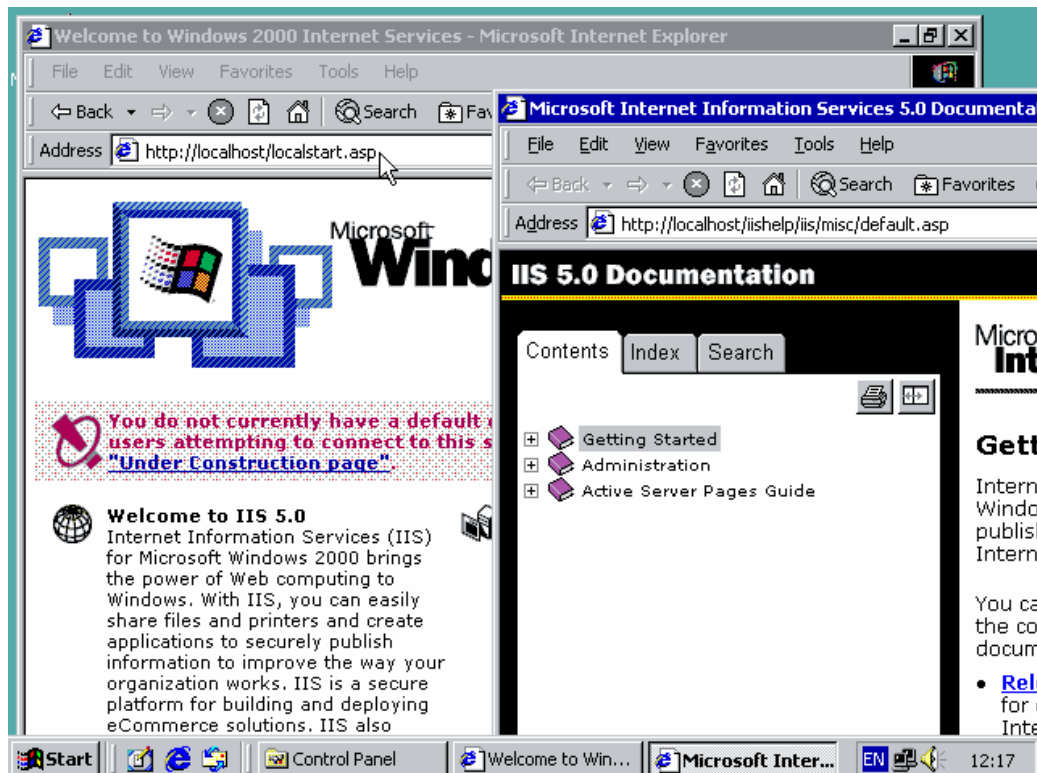 Welcome to Windows 2000 Internet Services - Microsoft Internet Explorer
File Edit View Favorites Tools Help
Back Search Fav
Address http://localhost/localstart.asp
Microsoft
Wind
You do not currently have a default
users attempting to connect to this s
"Under Construction page".
Welcome to IIS 5.0
Internet Information Services (IIS)
for Microsoft Windows 2000 brings
the power of Web computing to
Windows. With IIS, you can easily
share files and printers and create
applications to securely publish
information to improve the way your
organization works. IIS is a secure
platform for building and deploying
eCommerce solutions. IIS also
Microsoft Internet Information Services 5.0 Documenta
File Edit View Favorites Tools Help
Back Search Favorites
Address http://localhost/iishelp/iis/misc/default.asp
IIS 5.0 Documentation
Contents Index Search
Getting Started
Administration
Active Server Pages Guide
Micro
Int
Gett
Intern
Windo
publis
Intern
You ca
the co
docum
Rel
for
Inte
Start Control Panel Welcome to Win... Microsoft Inter... EN 12:17